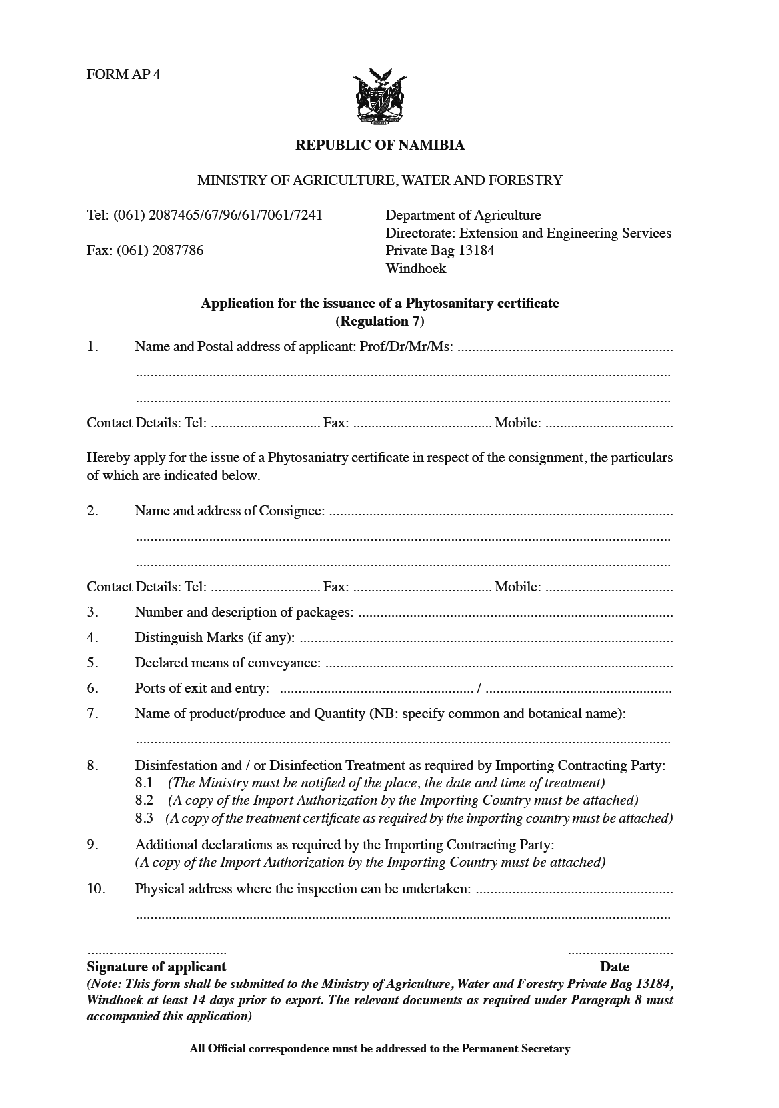 FORM AP 4
REPUBLIC OF NAMIBIA
MINISTRY OF AGRICULTURE, WATER AND FORESTRY
Tel: (061) 2087465/67/96/61/7061/7241 Department of Agriculture
Directorate: Extension and Engineering Services
Fax: (061) 2087786 Private Bag 13184
Windhoek
Application for the issuance of a Phytosanitary certificate
(Regulation 7)
1. Name and Postal address of applicant: Prof/Dr/Mr/Ms: ..........
..........
..........
Contact Details: Tel: .......... Fax: .......... Mobile: ..........
Hereby apply for the issue of a Phytosaniatry certificate in respect of the consignment, the particulars
of which are indicated below.
2. Name and address of Consignee: ..........
..........
..........
Contact Details: Tel: .......... Fax: .......... Mobile: ..........
3. Number and description of packages: ..........
4. Distinguish Marks (if any): ..........
5. Declared means of conveyance: ..........
6. Ports of exit and entry: .......... / ..........
7. Name of product/produce and Quantity (NB: specify common and botanical name):
..........
8. Disinfestation and / or Disinfection Treatment as required by Importing Contracting Party:
8.1 (The Ministry must be notified of the place, the date and time of treatment)
8.2 (A copy of the Import Authorization by the Importing Country must be attached)
8.3 (A copy of the treatment certificate as required by the importing country must be attached)
9. Additional declarations as required by the Importing Contracting Party:
(A copy of the Import Authorization by the Importing Country must be attached)
10. Physical address where the inspection can be undertaken: ..........
..........
.......... ..........
Signature of applicant Date
(Note: This form shall be submitted to the Ministry of Agriculture, Water and Forestry Private Bag 13184,
Windhoek at least 14 days prior to export. The relevant documents as required under Paragraph 8 must
accompanied this application)
All Official correspondence must be addressed to the Permanent Secretary